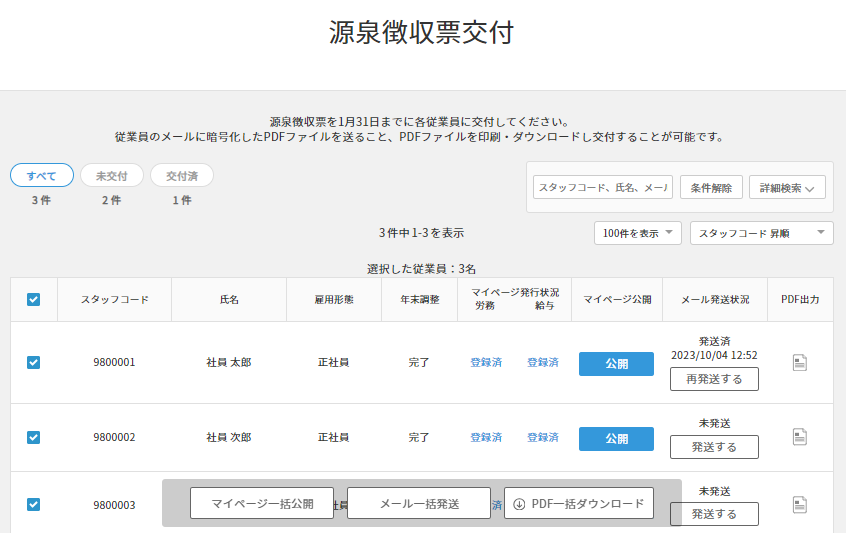 源泉徴収票交付
源泉徴収票を1月31日までに各従業員に交付してください。
従業員のメールに暗号化したPDFファイルを送ること、PDFファイルを印刷・ダウンロードし交付することが可能です。
すべて 未交付 交付済
3 件 2 件 1 件
スタッフコード、氏名、メール 条件解除 詳細検索
3 件中 1-3 を表示 100件を表示 スタッフコード 昇順
選択した従業員：3名
スタッフコード 氏名 雇用形態 年末調整 マイページ発行状況 労務 給与 マイページ公開 メール発送状況 PDF出力
9800001 社員 太郎 正社員 完了 登録済 登録済 公開 発送済 2023/10/04 12:52 再発送する
9800002 社員 次郎 正社員 完了 登録済 登録済 公開 未発送 発送する
9800003 社員 済 未発送 発送する
マイページ一括公開 メール一括発送 PDF一括ダウンロード